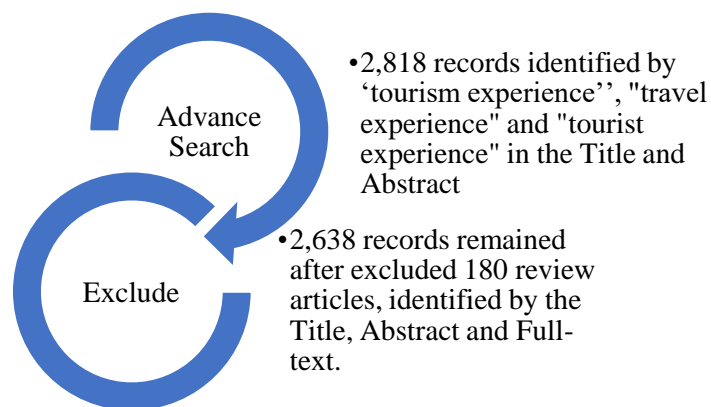 Advance
Search
•2,818 records identified by
‘tourism experience’’, "travel
experience" and "tourist
experience" in the Title and
Abstract
Exclude
•2,638 records remained
after excluded 180 review
articles, identified by the
Title, Abstract and Full-
text.